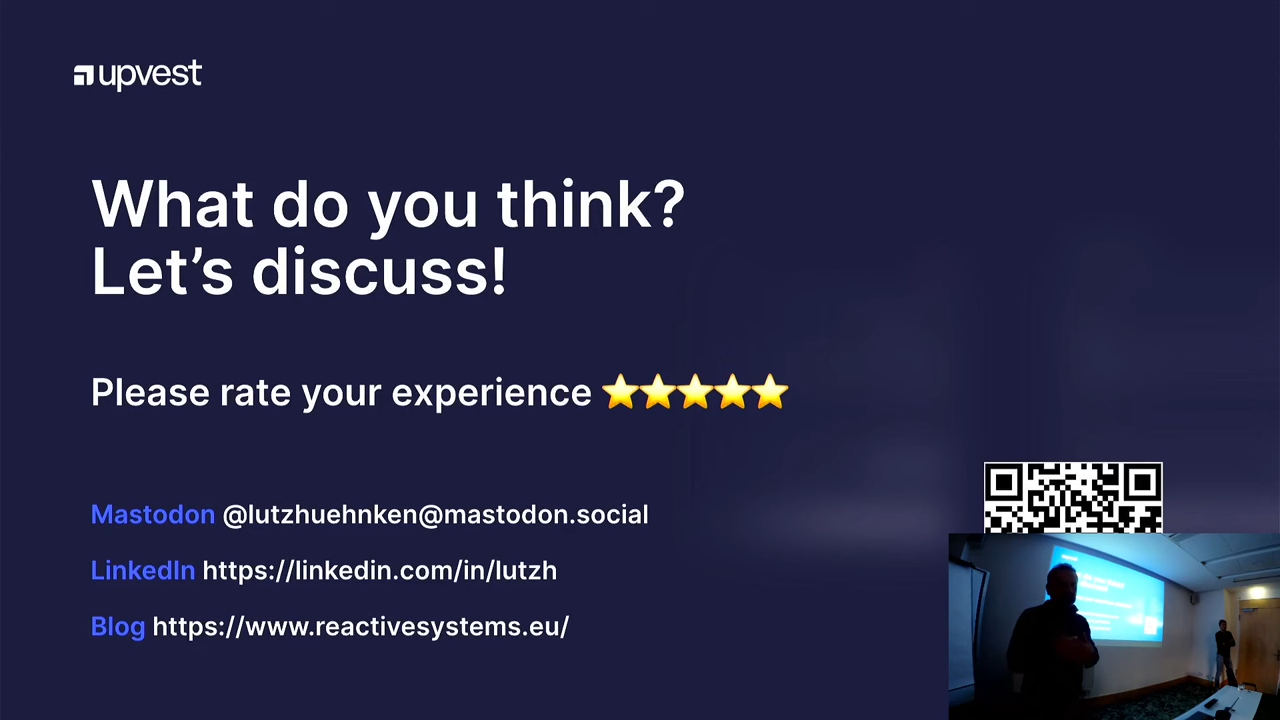 upvest
What do you think?
Let’s discuss!
Please rate your experience ⭐⭐⭐⭐⭐
Mastodon @lutzhuehnken@mastodon.social
LinkedIn https://linkedin.com/in/lutzh
Blog https://www.reactivesystems.eu/